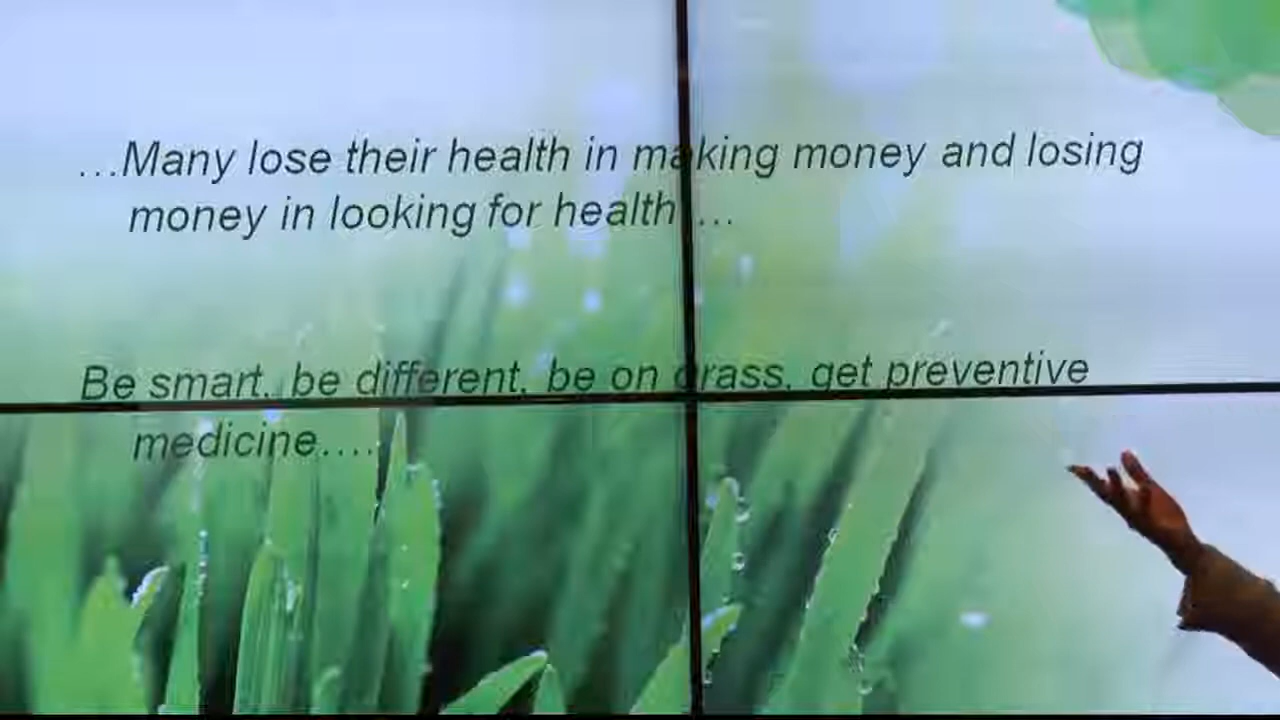 …Many lose their health in making money and losing
money in looking for health …
Be smart, be different, be on grass, get preventive
medicine….